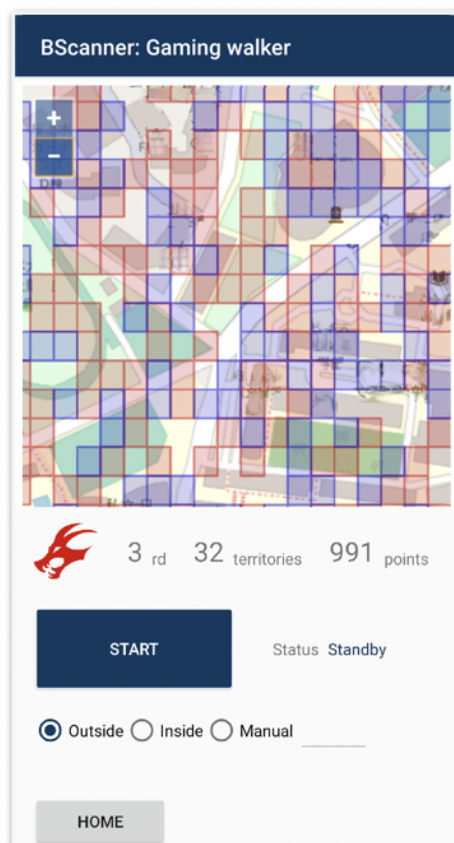 BScanner: Gaming walker
+
−
3 rd 32 territories 991 points
START
Status Standby
Outside Inside Manual
HOME